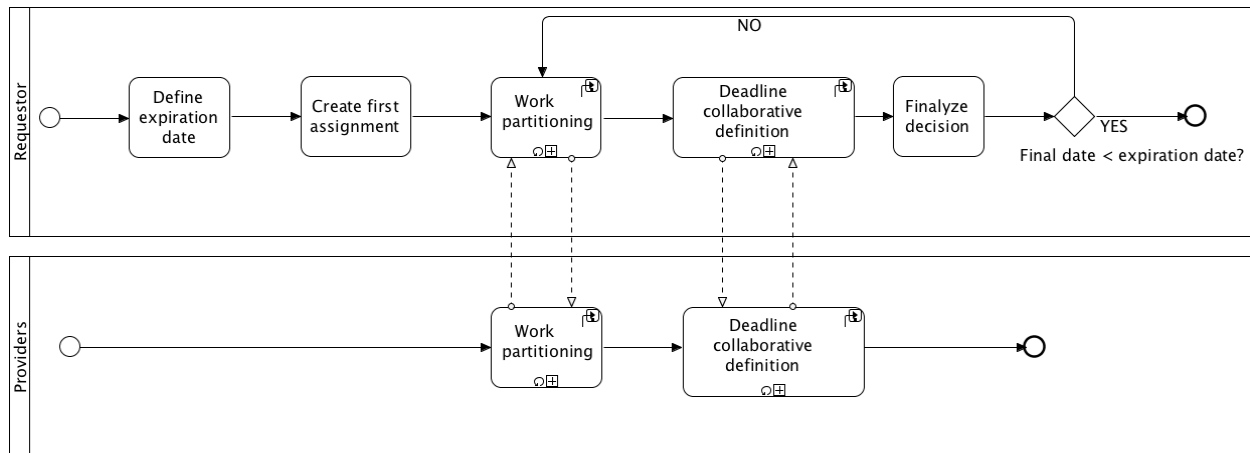 Requestor
NO
Define
expiration
date
Create first
assignment
Work
partitioning
Deadline
collaborative
definition
Finalyze
decision
YES
Final date < expiration date?
Providers
Work
partitioning
Deadline
collaborative
definition